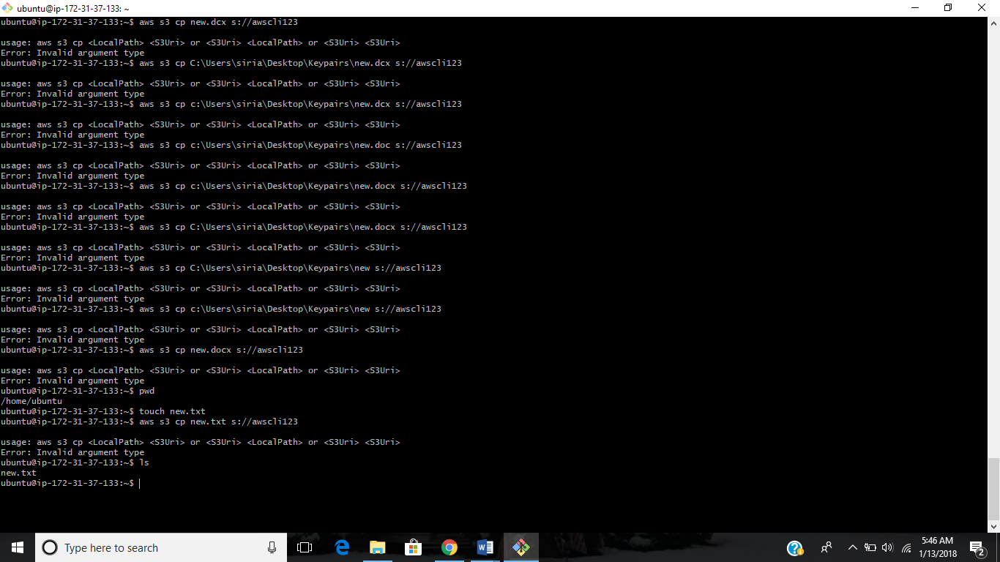 ubuntu@ip-172-31-37-133: ~
ubuntu@ip-172-31-37-133:~$ aws s3 cp new.dcx s://awscli123
usage: aws s3 cp <LocalPath> <S3Uri> or <S3Uri> <LocalPath> or <S3Uri> <S3Uri>
Error: Invalid argument type
ubuntu@ip-172-31-37-133:~$ aws s3 cp C:\Users\siria\Desktop\Keypairs\new.dcx s://awscli123
usage: aws s3 cp <LocalPath> <S3Uri> or <S3Uri> <LocalPath> or <S3Uri> <S3Uri>
Error: Invalid argument type
ubuntu@ip-172-31-37-133:~$ aws s3 cp c:\Users\siria\Desktop\Keypairs\new.dcx s://awscli123
usage: aws s3 cp <LocalPath> <S3Uri> or <S3Uri> <LocalPath> or <S3Uri> <S3Uri>
Error: Invalid argument type
ubuntu@ip-172-31-37-133:~$ aws s3 cp c:\Users\siria\Desktop\Keypairs\new.doc s://awscli123
usage: aws s3 cp <LocalPath> <S3Uri> or <S3Uri> <LocalPath> or <S3Uri> <S3Uri>
Error: Invalid argument type
ubuntu@ip-172-31-37-133:~$ aws s3 cp c:\Users\siria\Desktop\Keypairs\new.docx s://awscli123
usage: aws s3 cp <LocalPath> <S3Uri> or <S3Uri> <LocalPath> or <S3Uri> <S3Uri>
Error: Invalid argument type
ubuntu@ip-172-31-37-133:~$ aws s3 cp C:\Users\siria\Desktop\Keypairs\new.docx s://awscli123
usage: aws s3 cp <LocalPath> <S3Uri> or <S3Uri> <LocalPath> or <S3Uri> <S3Uri>
Error: Invalid argument type
ubuntu@ip-172-31-37-133:~$ aws s3 cp C:\Users\siria\Desktop\Keypairs\new s://awscli123
usage: aws s3 cp <LocalPath> <S3Uri> or <S3Uri> <LocalPath> or <S3Uri> <S3Uri>
Error: Invalid argument type
ubuntu@ip-172-31-37-133:~$ aws s3 cp c:\Users\siria\Desktop\Keypairs\new s://awscli123
usage: aws s3 cp <LocalPath> <S3Uri> or <S3Uri> <LocalPath> or <S3Uri> <S3Uri>
Error: Invalid argument type
ubuntu@ip-172-31-37-133:~$ aws s3 cp new.docx s://awscli123
usage: aws s3 cp <LocalPath> <S3Uri> or <S3Uri> <LocalPath> or <S3Uri> <S3Uri>
Error: Invalid argument type
ubuntu@ip-172-31-37-133:~$ pwd
/home/ubuntu
ubuntu@ip-172-31-37-133:~$ touch new.txt
ubuntu@ip-172-31-37-133:~$ aws s3 cp new.txt s://awscli123
usage: aws s3 cp <LocalPath> <S3Uri> or <S3Uri> <LocalPath> or <S3Uri> <S3Uri>
Error: Invalid argument type
ubuntu@ip-172-31-37-133:~$ ls
new.txt
ubuntu@ip-172-31-37-133:~$
Type here to search
5:46 AM
1/13/2018
2